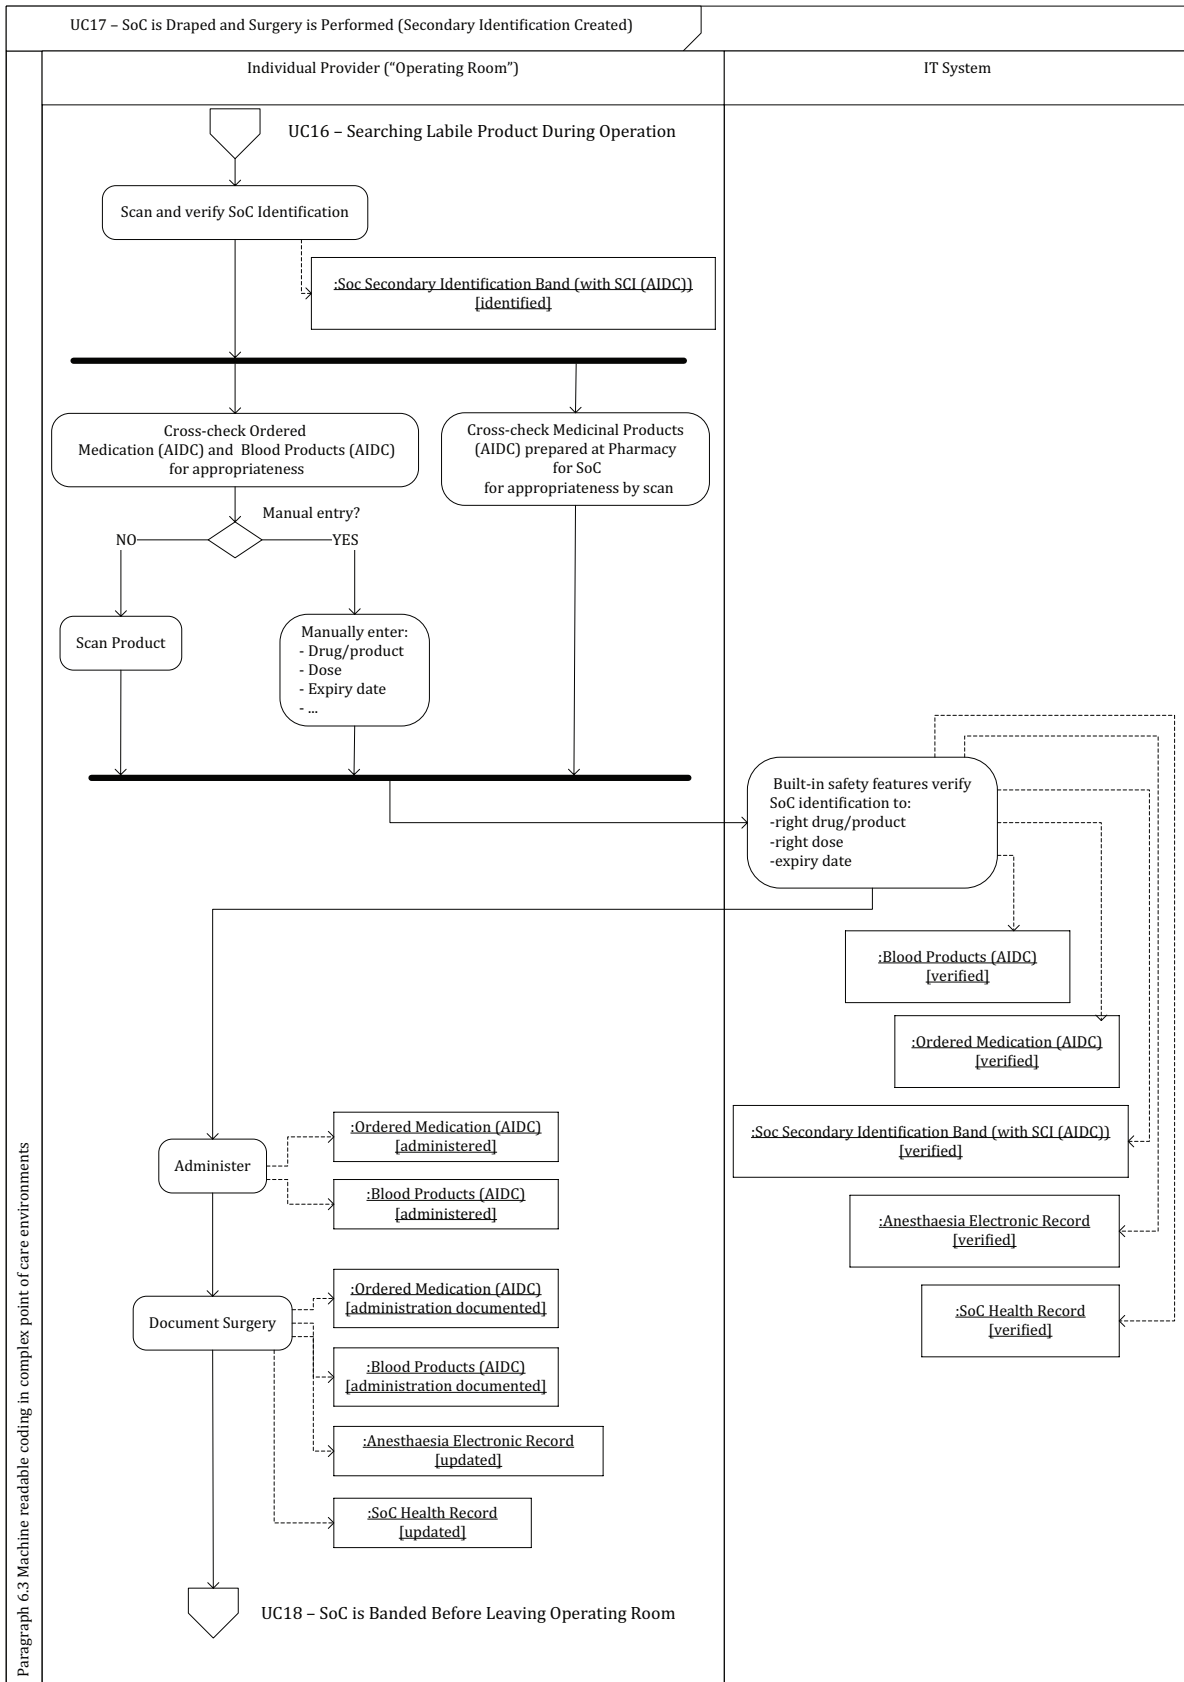 UC17 – SoC is Draped and Surgery is Performed (Secondary Identification Created)
Individual Provider (“Operating Room”)
IT System
UC16 – Searching Labile Product During Operation
Scan and verify SoC Identification
:Soc Secondary Identification Band (with SCI (AIDC))
[identified]
Cross-check Ordered
Medication (AIDC) and Blood Products (AIDC)
for appropriateness
Cross-check Medicinal Products
(AIDC) prepared at Pharmacy
for SoC
for appropriateness by scan
Manual entry?
NO
YES
Scan Product
Manually enter:
- Drug/product
- Dose
- Expiry date
- ...
Built-in safety features verify
SoC identification to:
-right drug/product
-right dose
-expiry date
:Blood Products (AIDC)
[verified]
:Ordered Medication (AIDC)
[verified]
:Soc Secondary Identification Band (with SCI (AIDC))
[verified]
:Anesthaesia Electronic Record
[verified]
:SoC Health Record
[verified]
Administer
:Ordered Medication (AIDC)
[administered]
:Blood Products (AIDC)
[administered]
Document Surgery
:Ordered Medication (AIDC)
[administration documented]
:Blood Products (AIDC)
[administration documented]
:Anesthaesia Electronic Record
[updated]
:SoC Health Record
[updated]
UC18 – SoC is Banded Before Leaving Operating Room
Paragraph 6.3 Machine readable coding in complex point of care environments